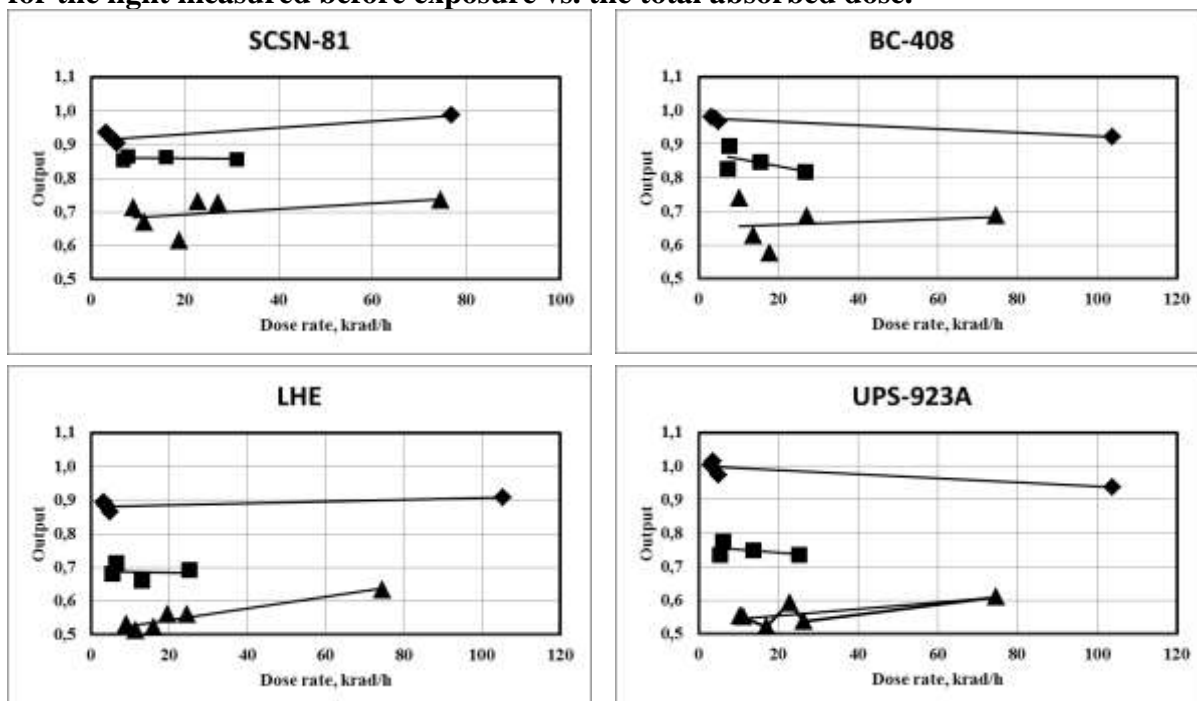 for the light measured before exposure vs. the total absorbed dose.
SCSN-81
1,1
1,0
0,9
0,8
0,7
0,6
0,5
Output
0 20 40 60 80 100
Dose rate, krad/h
BC-408
1,1
1,0
0,9
0,8
0,7
0,6
0,5
Output
0 20 40 60 80 100 120
Dose rate, krad/h
LHE
1,1
1,0
0,9
0,8
0,7
0,6
0,5
Output
0 20 40 60 80 100 120
Dose rate, krad/h
UPS-923A
1,1
1,0
0,9
0,8
0,7
0,6
0,5
Output
0 20 40 60 80 100 120
Dose rate, krad/h